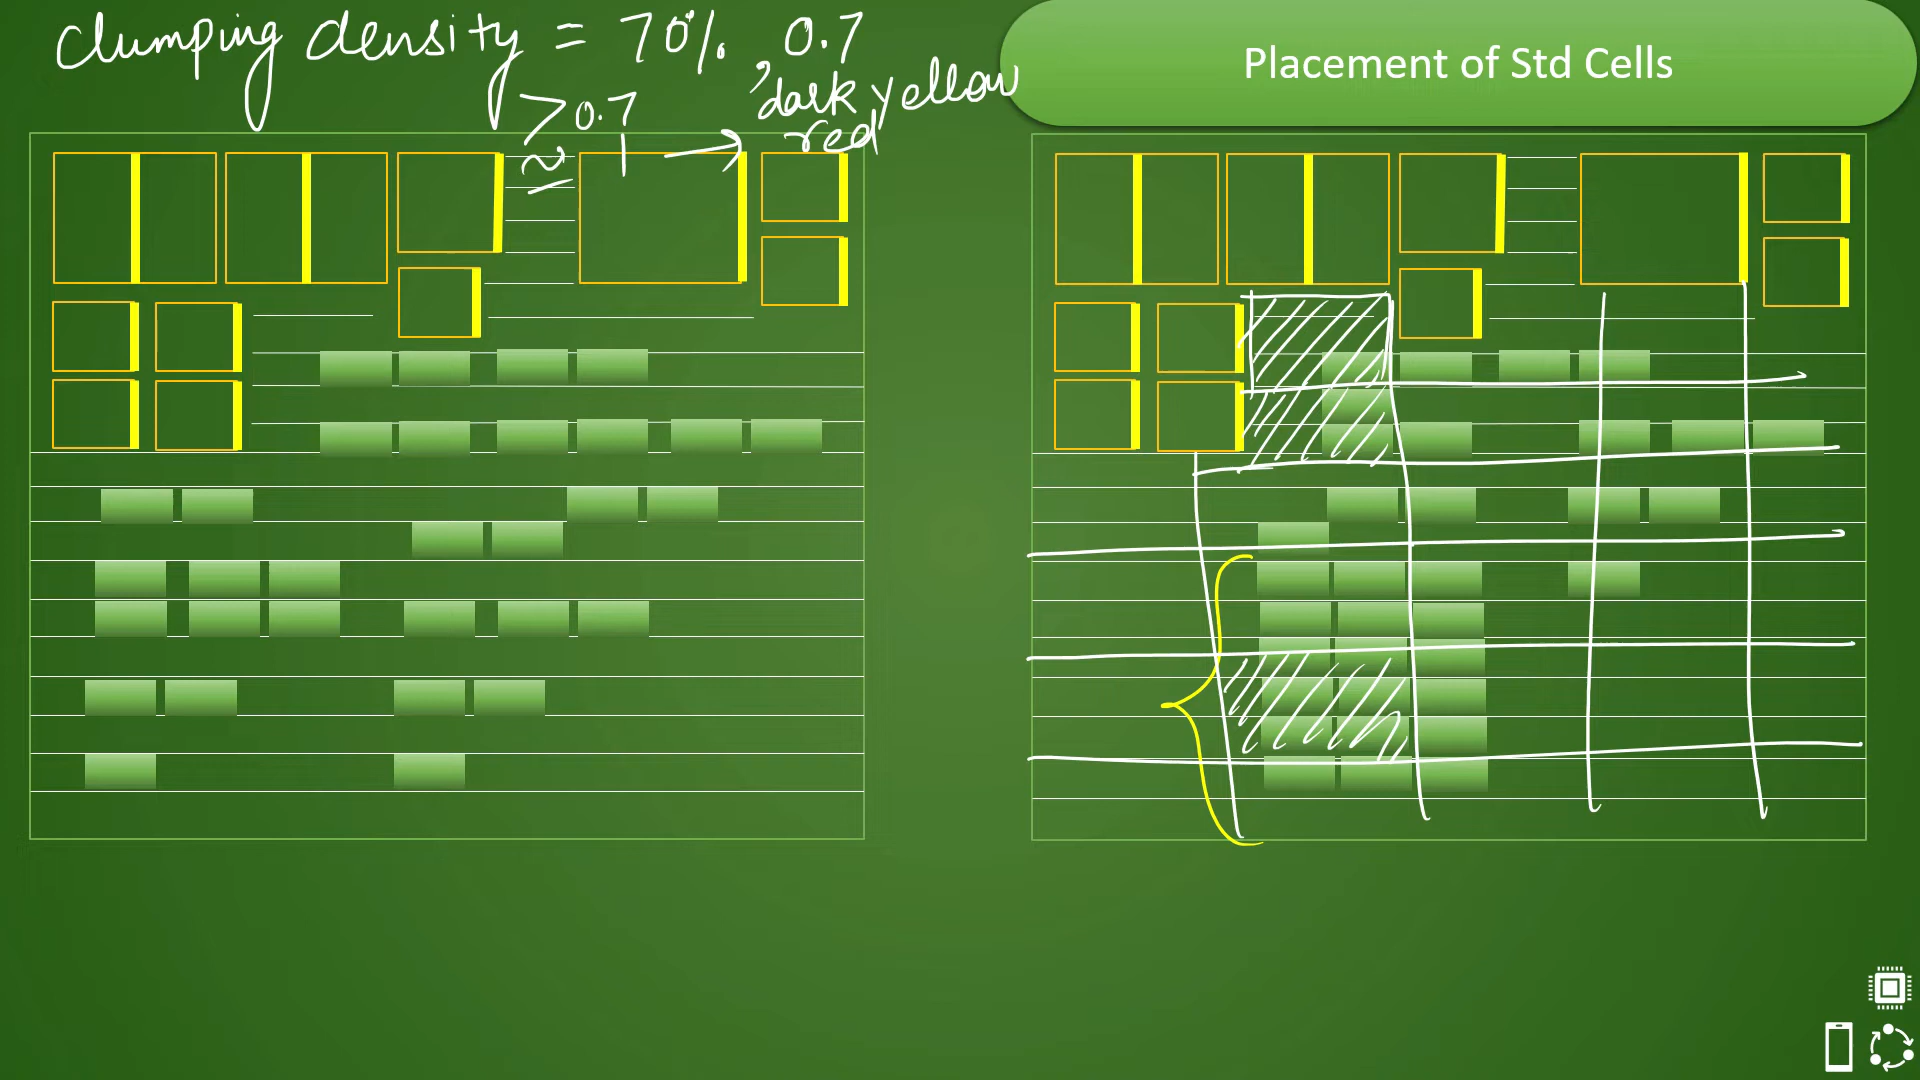 clumping density = 70% 0.7
Placement of Std Cells
>0.7 , dark yellow
≈ 1 → red